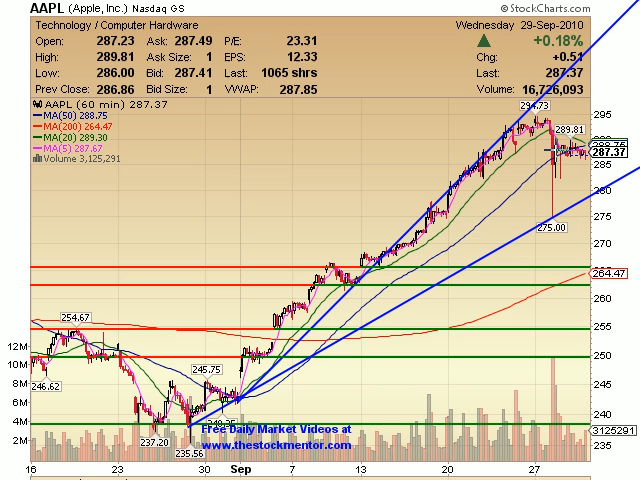 AAPL (Apple, Inc.) Nasdaq GS
© StockCharts.com
Technology / Computer Hardware
Wednesday 29-Sep-2010
Open: 287.23 Ask: 287.49 P/E: 23.31
+0.18%
High: 289.81 Ask Size: 1 EPS: 12.33
Chg: +0.51
Low: 286.00 Bid: 287.41 Last: 1065 shrs
Last: 287.37
Prev Close: 286.86 Bid Size: 1 VWAP: 287.85
Volume: 16,726,093
AAPL (60 min) 287.37
MA(50) 288.75
MA(200) 264.47
MA(20) 289.30
MA(5) 287.67
Volume 3,125,291
294.73
289.81
275.00
254.67
246.62
245.75
237.20
235.56
295
290
288.75
287.37
285
280
275
270
264.47
260
255
250
245
240
3125291
235
12M
10M
8M
6M
4M
2M
Free Daily Market Videos at
www.thestockmentor.com
16 23 30 Sep 7 13 20 27